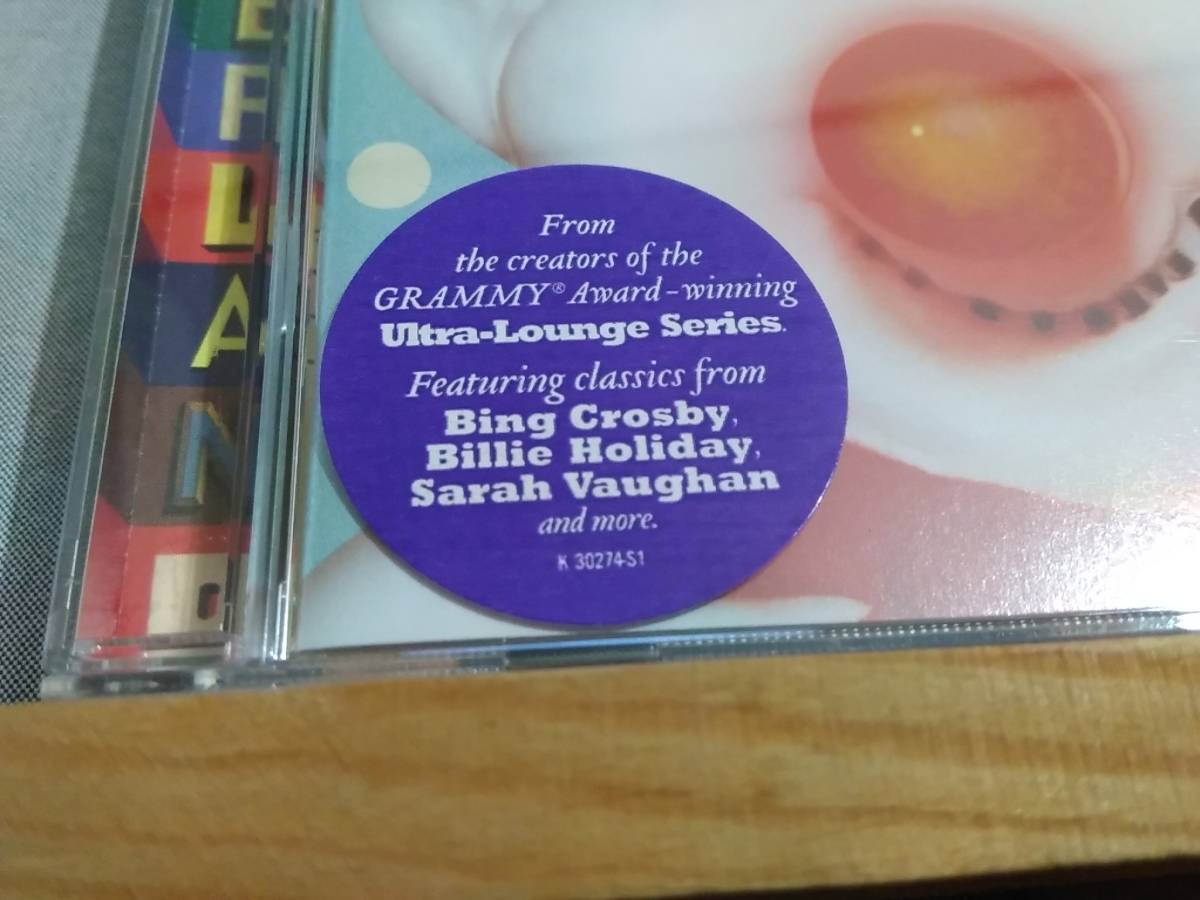 E
R
L
A
N
From
the creators of the
GRAMMY® Award-winning
Ultra-Lounge Series.
Featuring classics from
Bing Crosby,
Billie Holiday,
Sarah Vaughan
and more.
K 30274-S1